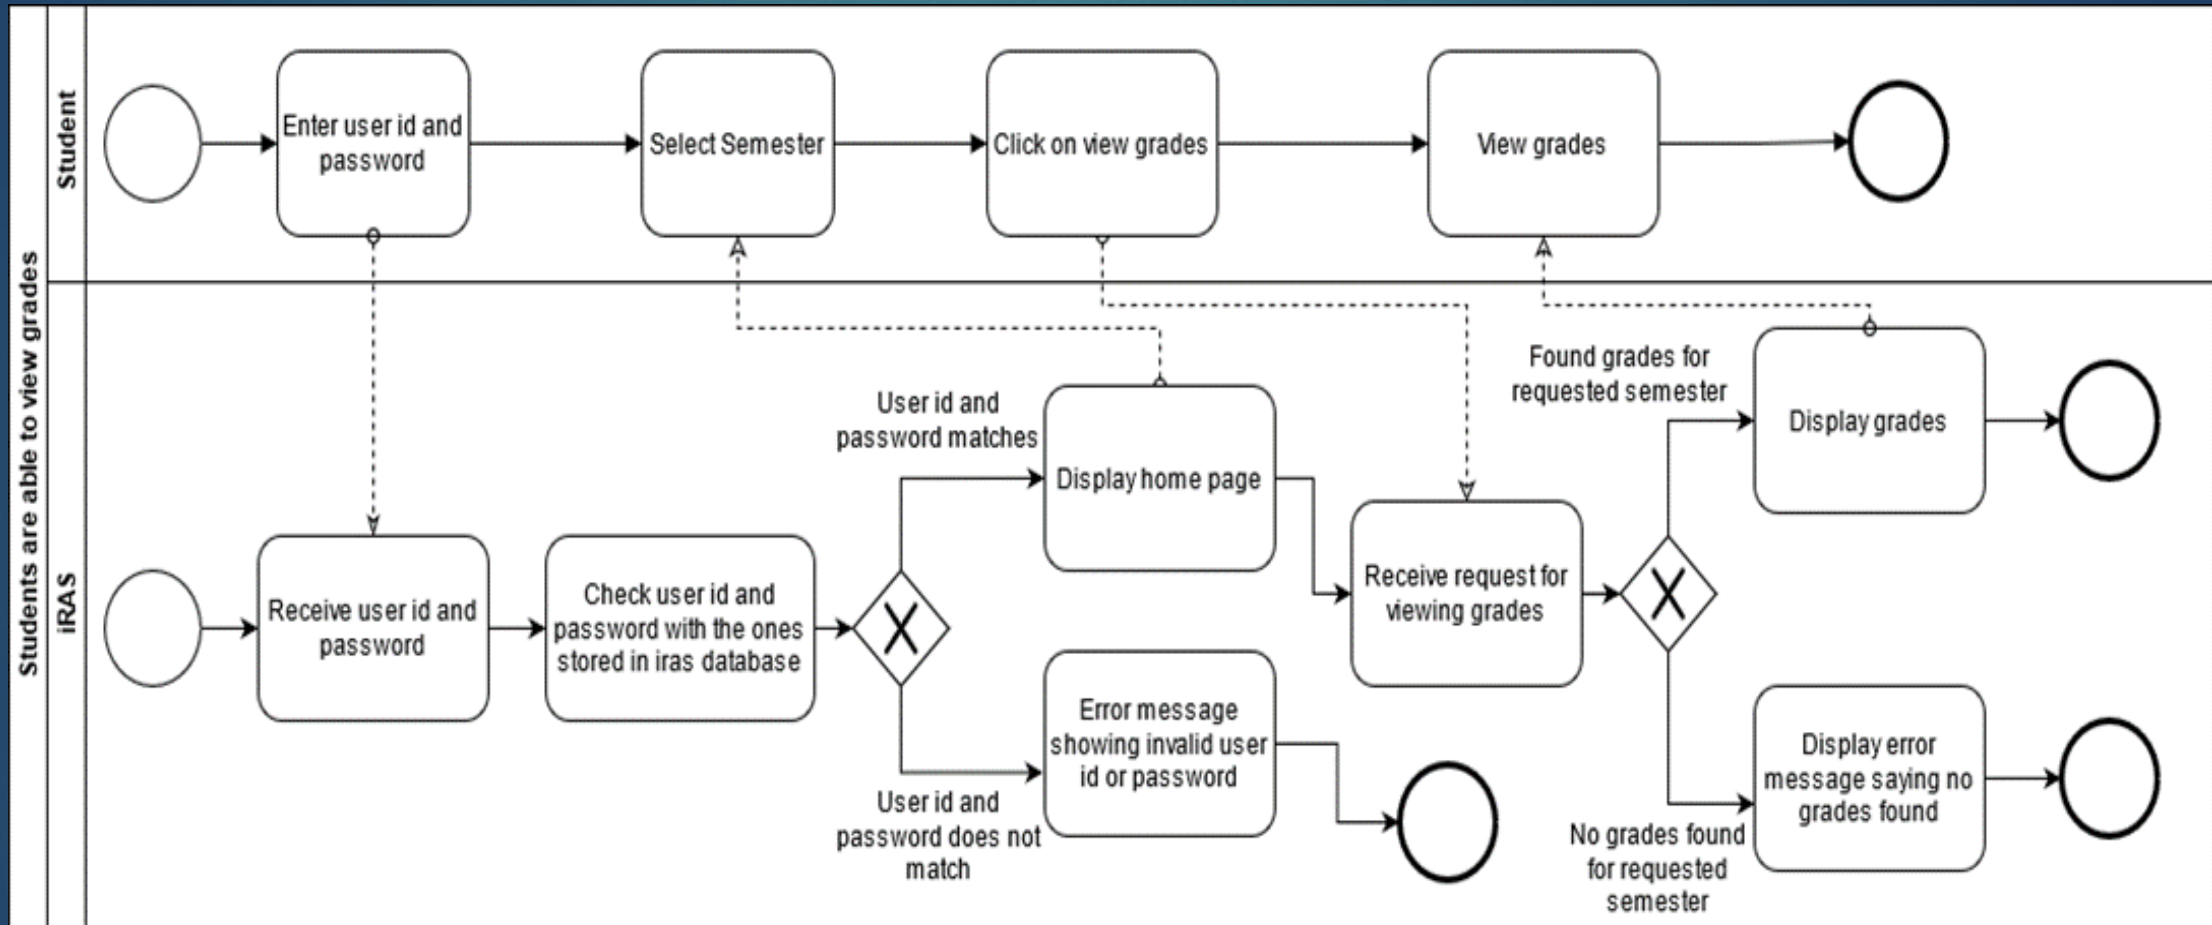 Students are able to view grades
Student
Enter user id and
password
Select Semester
Click on view grades
View grades
iRAS
Receive user id and
password
Check user id and
password with the ones
stored in iras database
User id and
password matches
Display home page
User id and
password does not
match
Error message
showing invalid user
id or password
Receive request for
viewing grades
Found grades for
requested semester
Display grades
No grades found
for requested
semester
Display error
message saying no
grades found